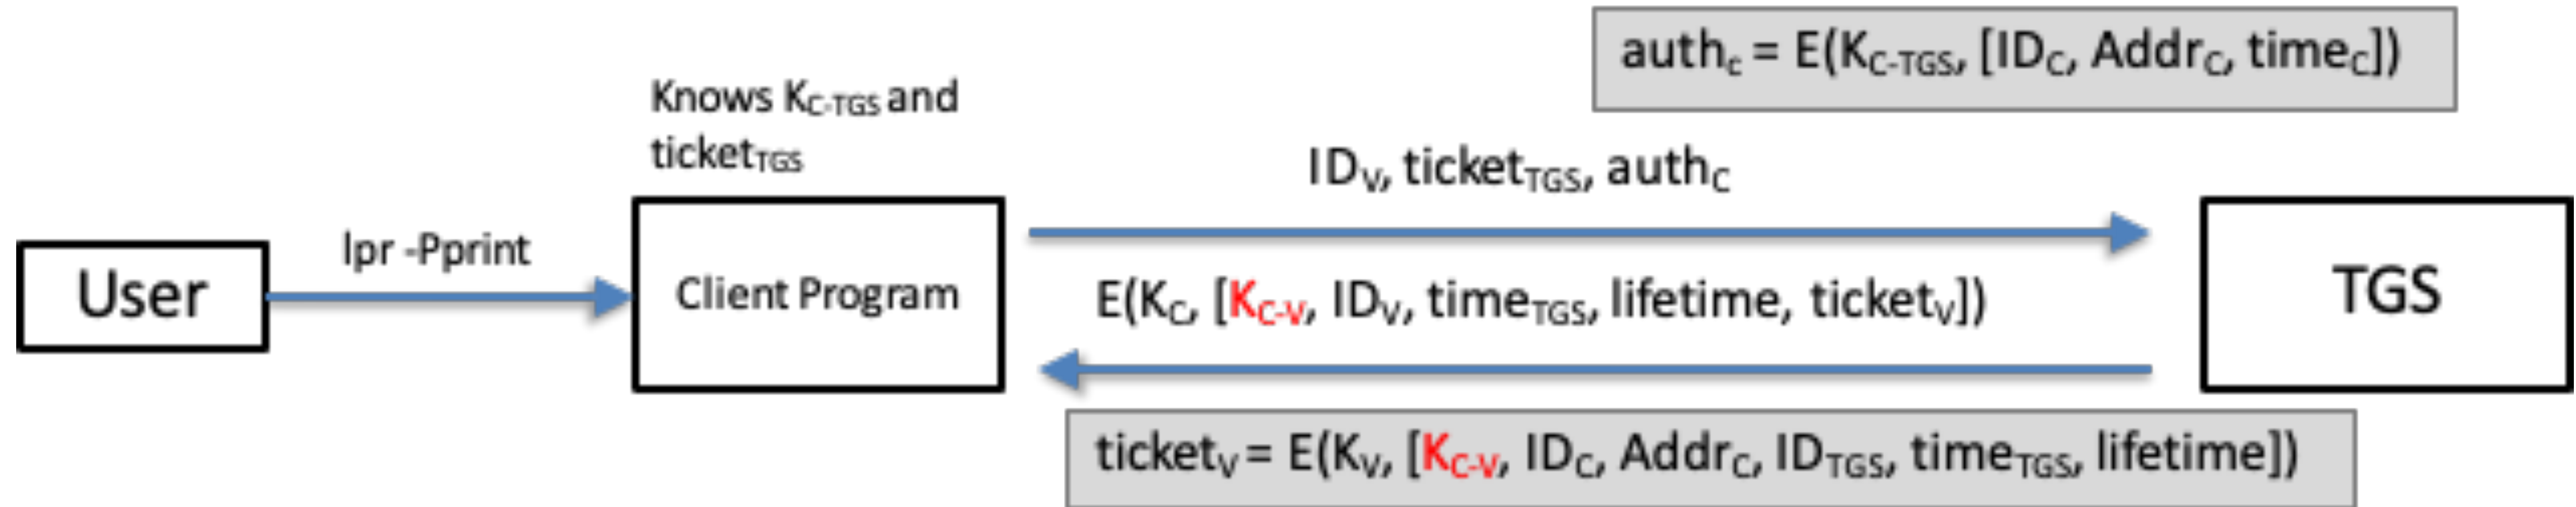 auth_c = E(K_C-TGS, [ID_C, Addr_C, time_C])
Knows K_C-TGS and
ticket_TGS
ID_V, ticket_TGS, auth_C
User
lpr -Pprint
Client Program
E(K_C, [K_C-V, ID_V, time_TGS, lifetime, ticket_V])
TGS
ticket_V = E(K_V, [K_C-V, ID_C, Addr_C, ID_TGS, time_TGS, lifetime])